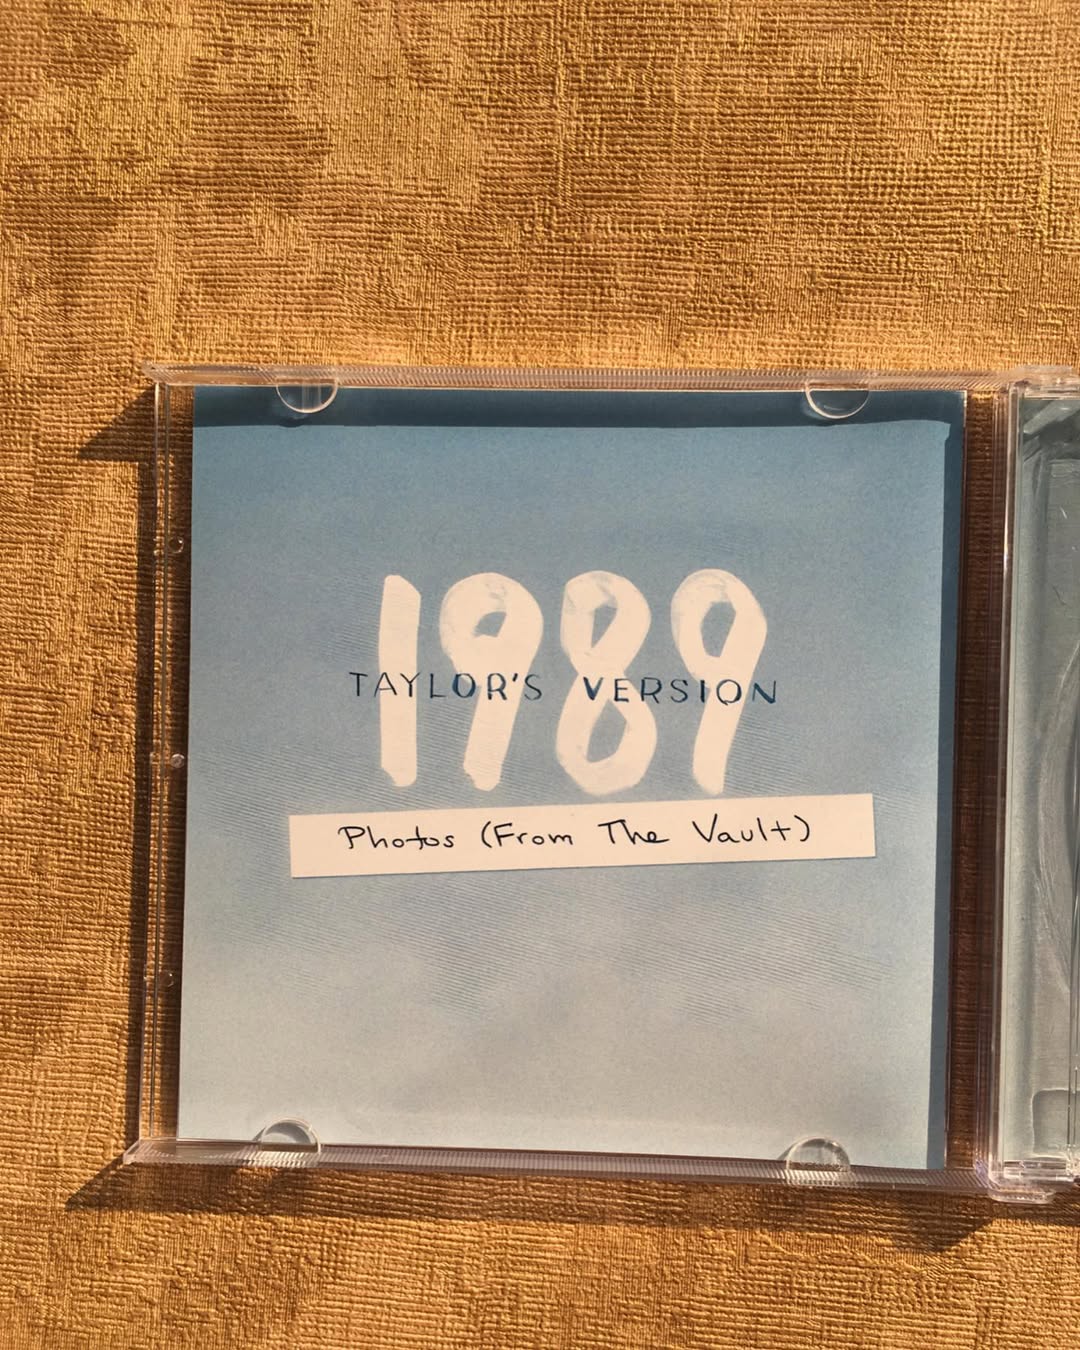 1989
TAYLOR'S VERSION
Photos (From The Vault)